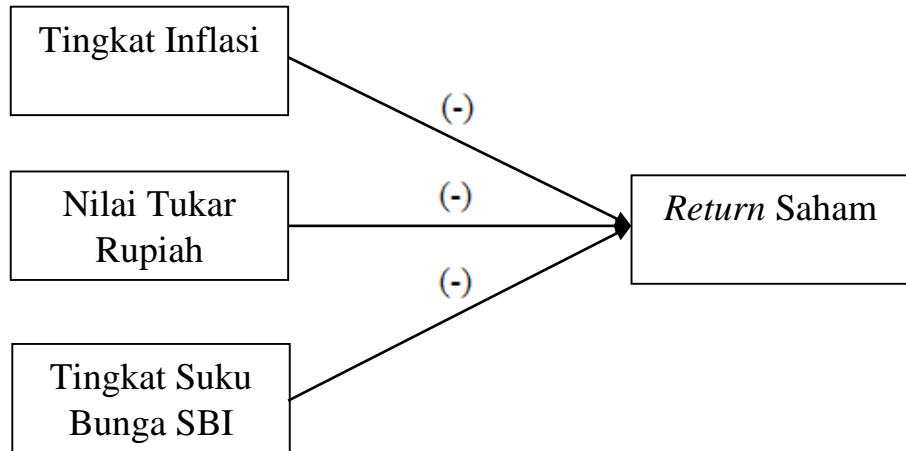 Tingkat Inflasi
(-)
Nilai Tukar
Rupiah
(-)
Return Saham
(-)
Tingkat Suku
Bunga SBI